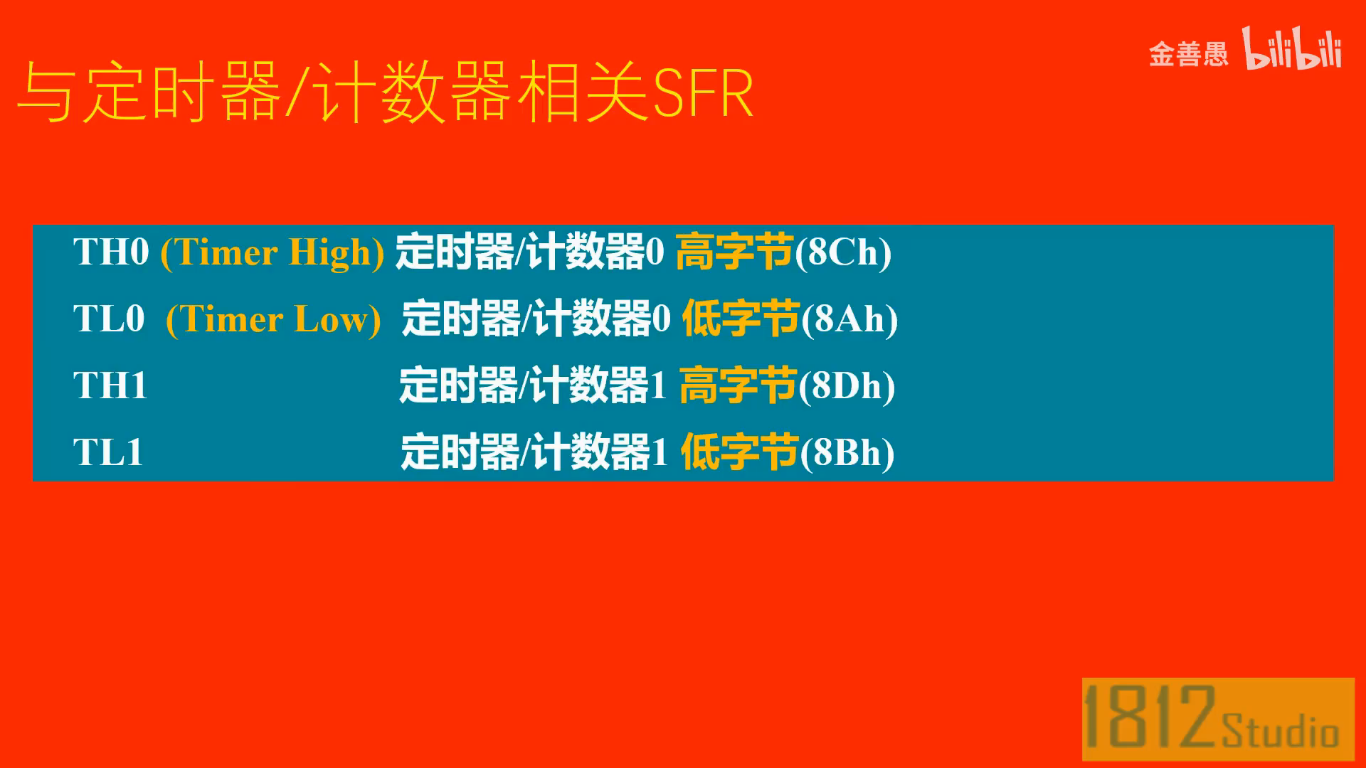 金善愚 bilibili
与定时器/计数器相关SFR
TH0 (Timer High) 定时器/计数器0 高字节(8Ch)
TL0 (Timer Low) 定时器/计数器0 低字节(8Ah)
TH1 定时器/计数器1 高字节(8Dh)
TL1 定时器/计数器1 低字节(8Bh)
1812Studio